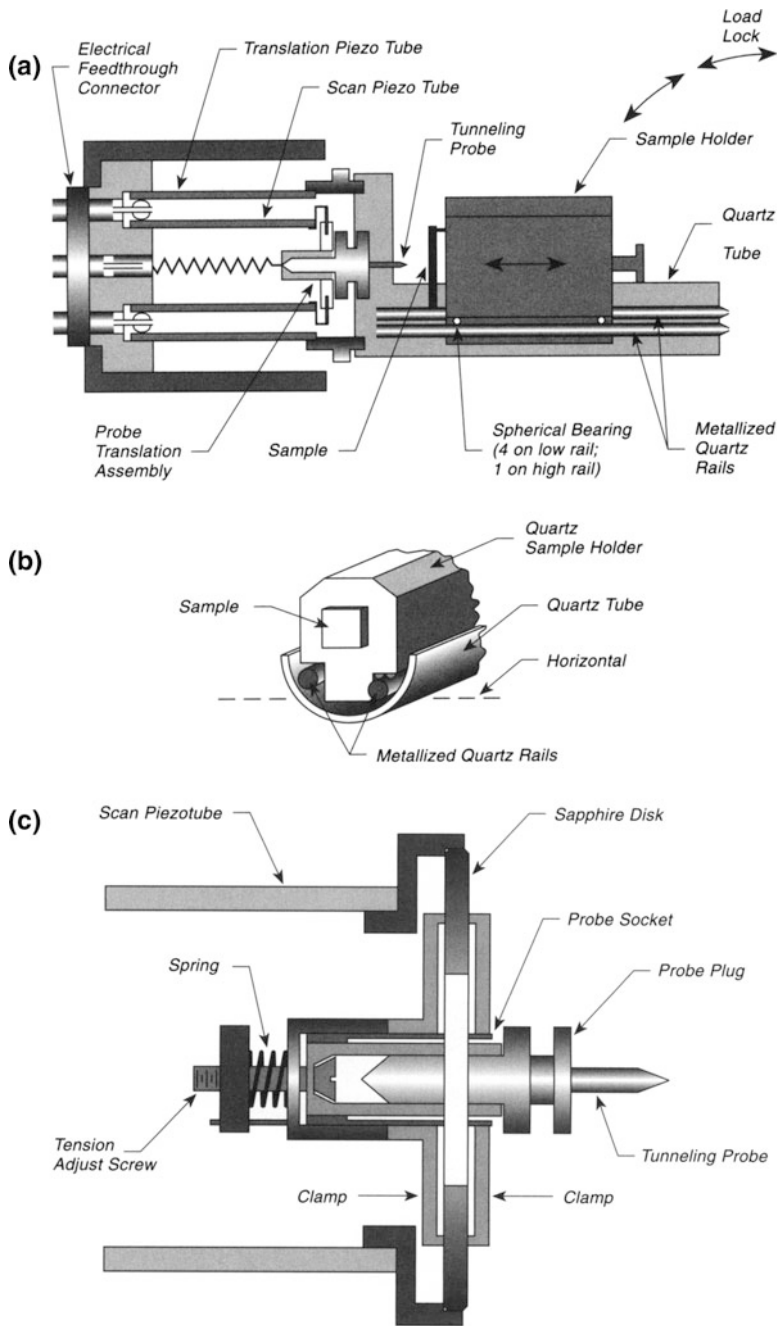 (a)
Electrical
Feedthrough
Connector
Translation Piezo Tube
Scan Piezo Tube
Tunneling
Probe
Load
Lock
Sample Holder
Quartz
Tube
Probe
Translation
Assembly
Sample
Spherical Bearing
(4 on low rail;
1 on high rail)
Metallized
Quartz
Rails
(b)
Quartz
Sample Holder
Sample
Quartz Tube
Horizontal
Metallized Quartz Rails
(c)
Scan Piezotube
Sapphire Disk
Probe Socket
Spring
Probe Plug
Tension
Adjust Screw
Tunneling Probe
Clamp
Clamp